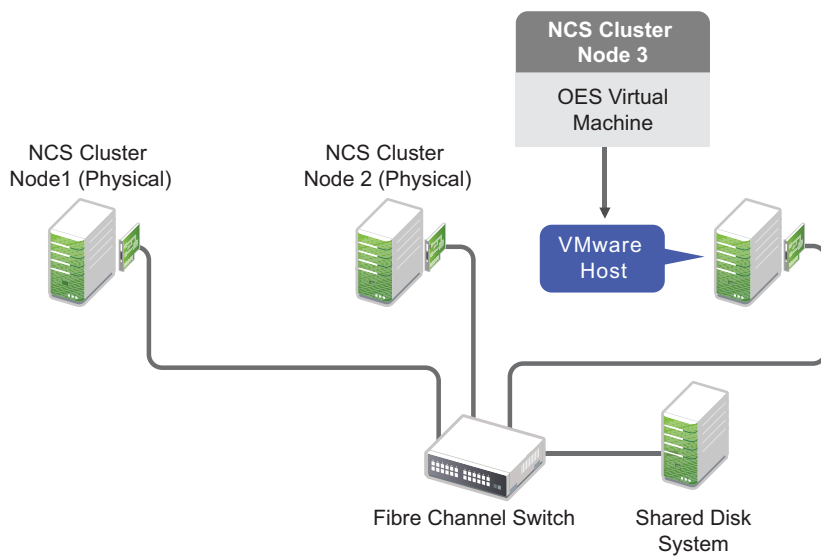 NCS Cluster
Node 3
OES Virtual
Machine
NCS Cluster
Node1 (Physical)
NCS Cluster
Node 2 (Physical)
VMware
Host
Fibre Channel Switch
Shared Disk
System